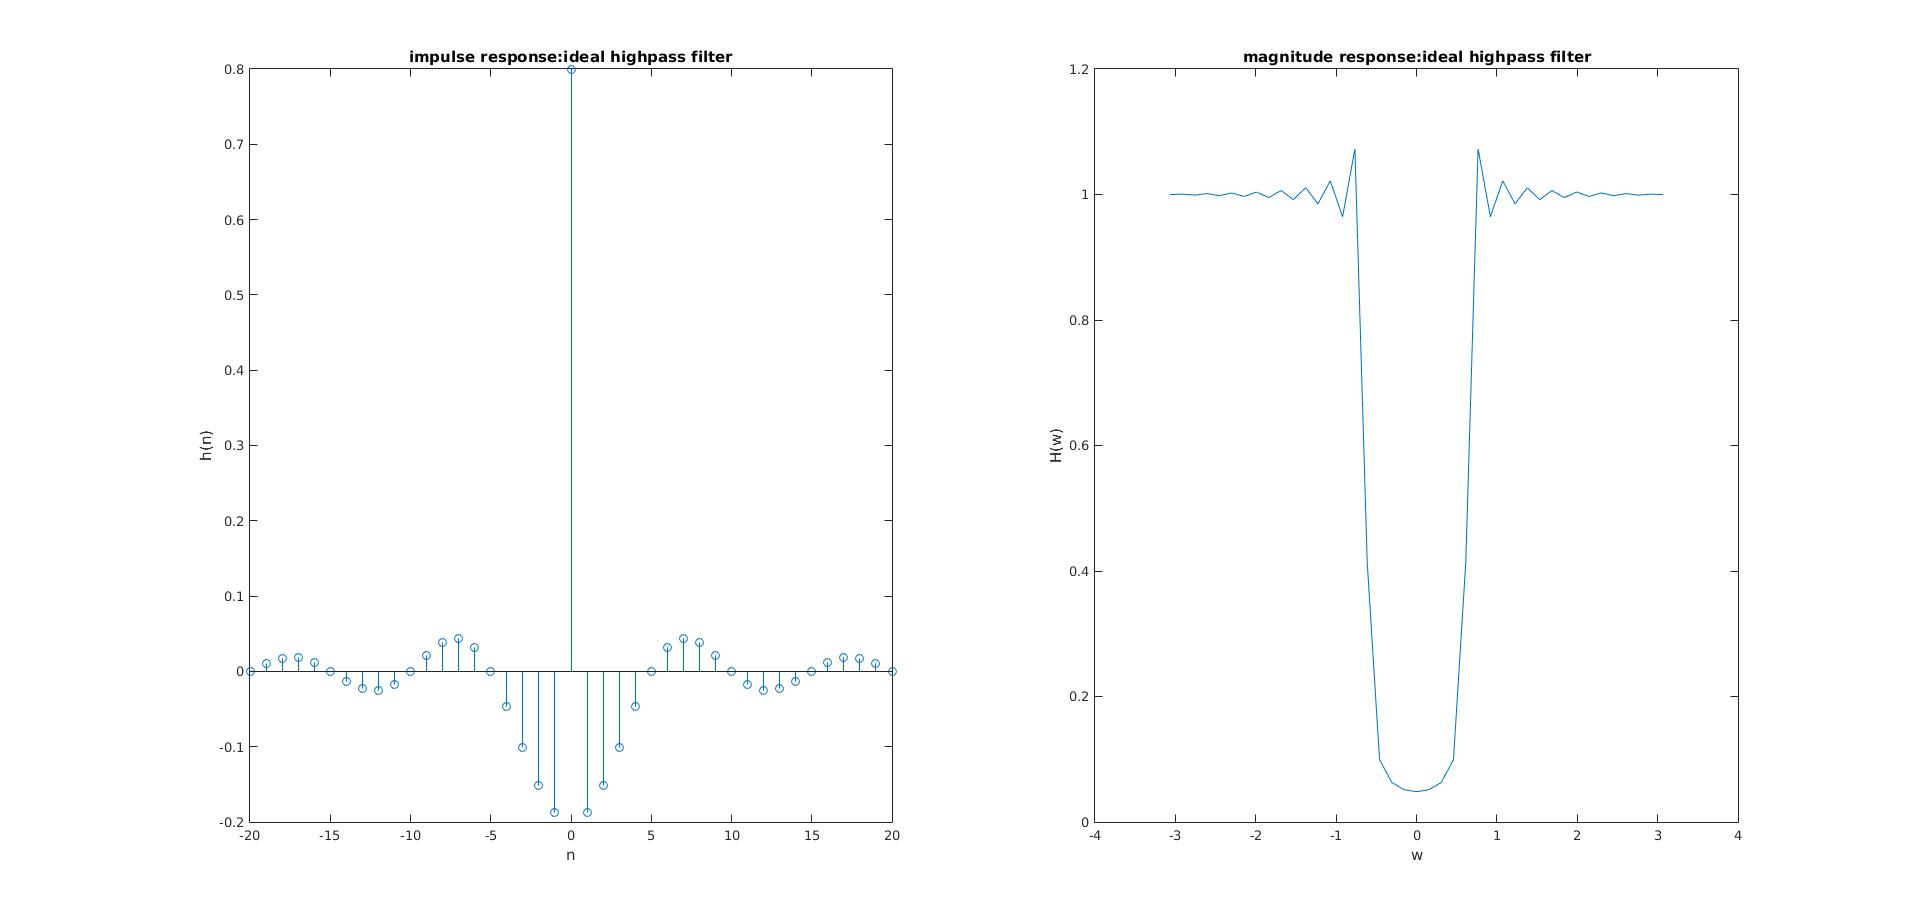 impulse response:ideal highpass filter
0.8
0.7
0.6
0.5
0.4
0.3
0.2
0.1
0
-0.1
-0.2
h(n)
-20 -15 -10 -5 0 5 10 15 20
n
magnitude response:ideal highpass filter
1.2
1
0.8
0.6
0.4
0.2
0
H(w)
-4 -3 -2 -1 0 1 2 3 4
w